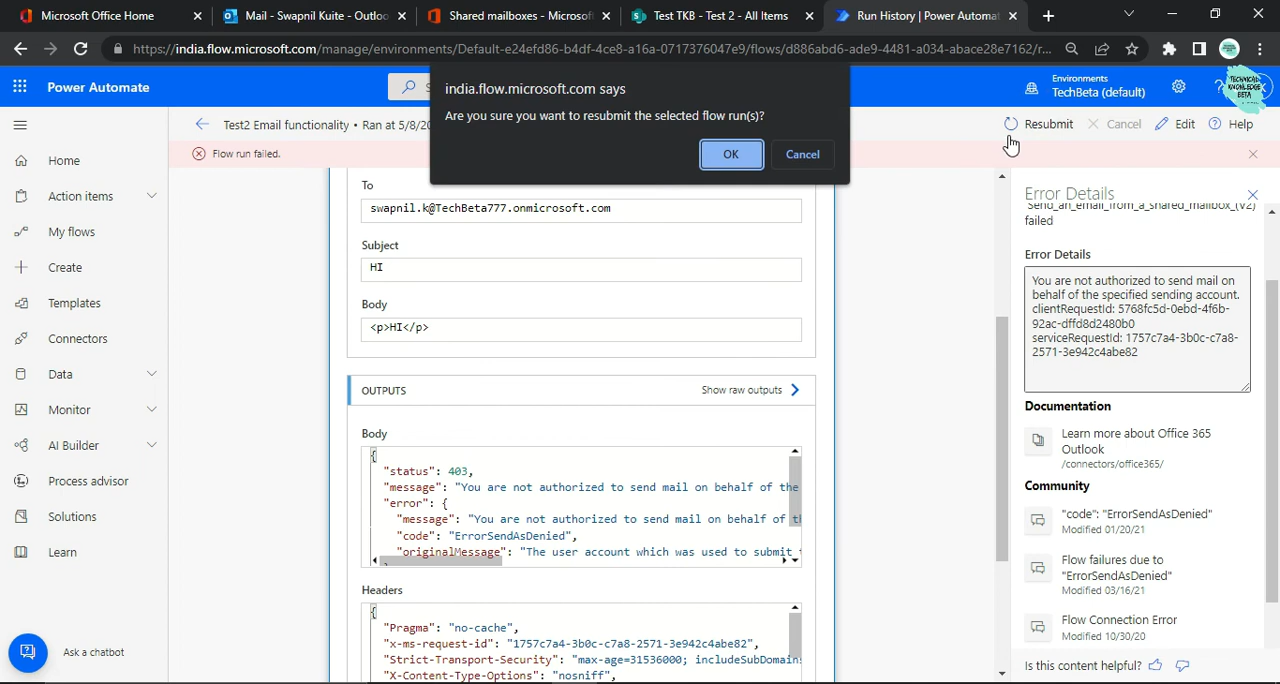 Microsoft Office Home
Mail - Swapnil Kuite - Outloo
Shared mailboxes - Microsof
Test TKB - Test 2 - All Items
Run History | Power Automat
https://india.flow.microsoft.com/manage/environments/Default-e24efd86-b4df-4ce8-a16a-0717376047e9/flows/d886abd6-ade9-4481-a034-abace28e7162/r...
Power Automate
S
india.flow.microsoft.com says
Are you sure you want to resubmit the selected flow run(s)?
OK
Cancel
Environments
TechBeta (default)
TECHNICAL
KNOWLEDGE
BETA
Test2 Email functionality • Ran at 5/8/20
Resubmit
Cancel
Edit
Help
Flow run failed.
Home
Action items
My flows
Create
Templates
Connectors
Data
Monitor
AI Builder
Process advisor
Solutions
Learn
Ask a chatbot
To
swapnil.k@TechBeta777.onmicrosoft.com
Subject
HI
Body
<p>HI</p>
OUTPUTS
Show raw outputs
Body
{
"status": 403,
"message": "You are not authorized to send mail on behalf of the
"error": {
"message": "You are not authorized to send mail on behalf of th
"code": "ErrorSendAsDenied",
"originalMessage": "The user account which was used to submit t
Headers
{
"Pragma": "no-cache",
"x-ms-request-id": "1757c7a4-3b0c-c7a8-2571-3e942c4abe82",
"Strict-Transport-Security": "max-age=31536000; includeSubDomain
"X-Content-Type-Options": "nosniff",
Error Details
'Send_an_email_from_a_shared_mailbox_(V2)'
failed
Error Details
You are not authorized to send mail on
behalf of the specified sending account.
clientRequestId: 5768fc5d-0ebd-4f6b-
92ac-dffd8d2480b0
serviceRequestId: 1757c7a4-3b0c-c7a8-
2571-3e942c4abe82
Documentation
Learn more about Office 365
Outlook
/connectors/office365/
Community
"code": "ErrorSendAsDenied"
Modified 01/20/21
Flow failures due to
"ErrorSendAsDenied"
Modified 03/16/21
Flow Connection Error
Modified 10/30/20
Is this content helpful?